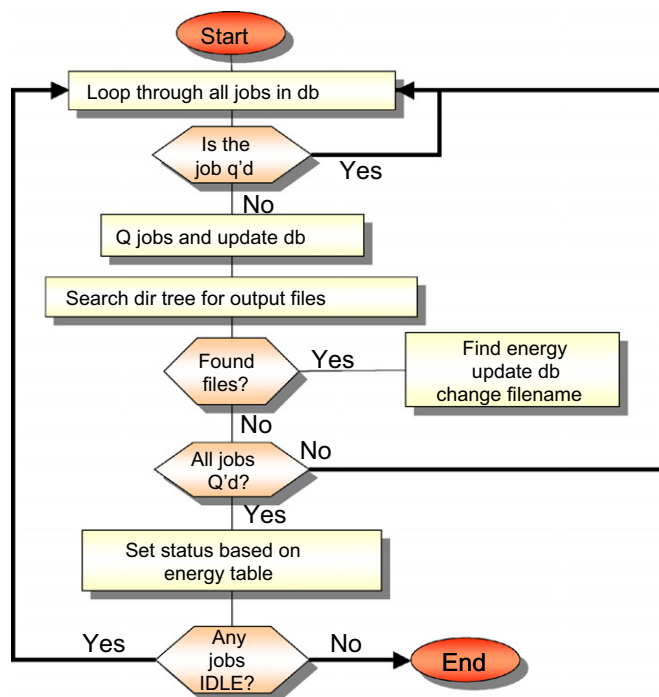 Start
Loop through all jobs in db
Is the
job q'd
Yes
No
Q jobs and update db
Search dir tree for output files
Found
files?
Yes
Find energy
update db
change filename
No
All jobs
Q'd?
No
Yes
Set status based on
energy table
Any
jobs
IDLE?
Yes
No
End